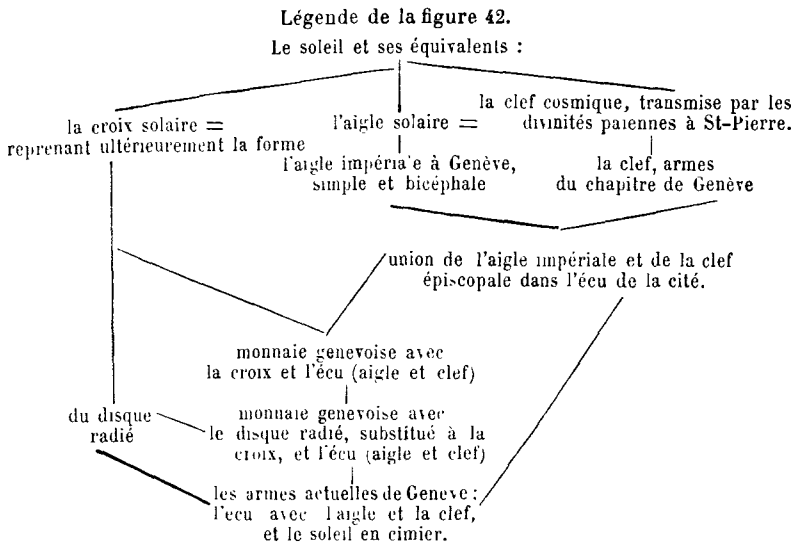 Légende de la figure 42.
Le soleil et ses équivalents :
la croix solaire =
reprenant ultérieurement la forme
l'aigle solaire =
l'aigle impériale à Genève,
simple et bicéphale
la clef cosmique, transmise par les
divinités païennes à St-Pierre.
la clef, armes
du chapitre de Genève
union de l'aigle impériale et de la clef
épiscopale dans l'écu de la cité.
monnaie genevoise avec
la croix et l'écu (aigle et clef)
du disque
radié
monnaie genevoise avec
le disque radié, substitué à la
croix, et l'écu (aigle et clef)
les armes actuelles de Geneve :
l'ecu avec l'aigle et la clef,
et le soleil en cimier.